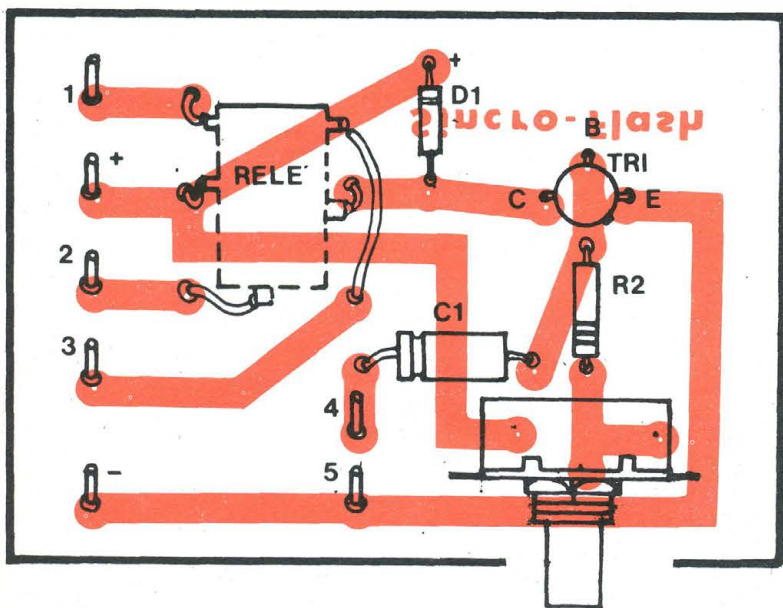 1
+
D1
Sincro-Flash
B
+
RELE'
TRI
C
E
2
R2
C1
3
4
-
5